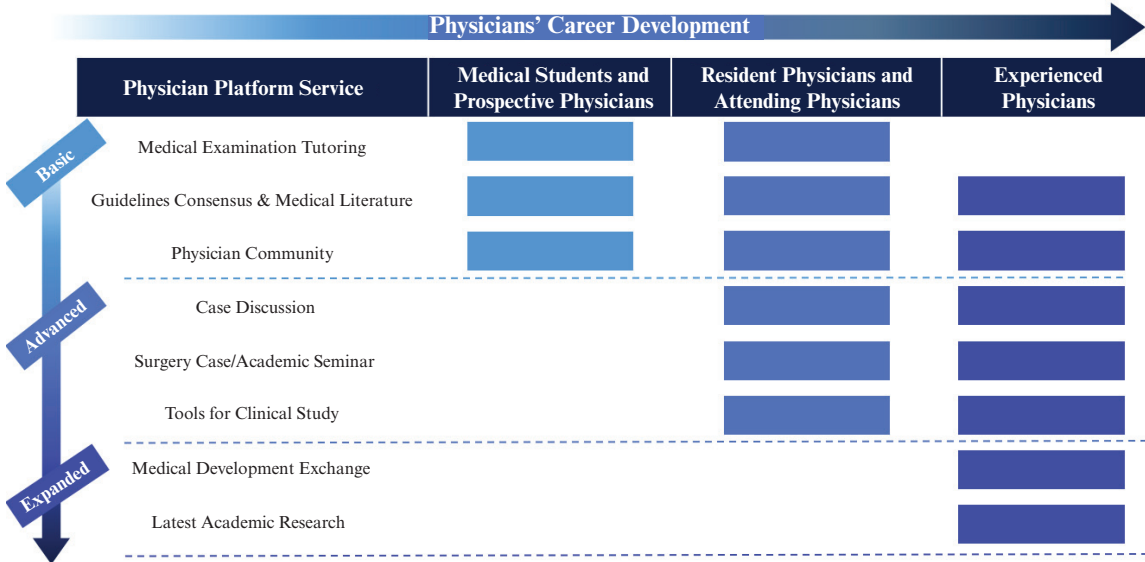 Physicians’ Career Development
Physician Platform Service
Medical Students and
Prospective Physicians
Resident Physicians and
Attending Physicians
Experienced
Physicians
Basic
Medical Examination Tutoring
Guidelines Consensus & Medical Literature
Physician Community
Advanced
Case Discussion
Surgery Case/Academic Seminar
Tools for Clinical Study
Expanded
Medical Development Exchange
Latest Academic Research